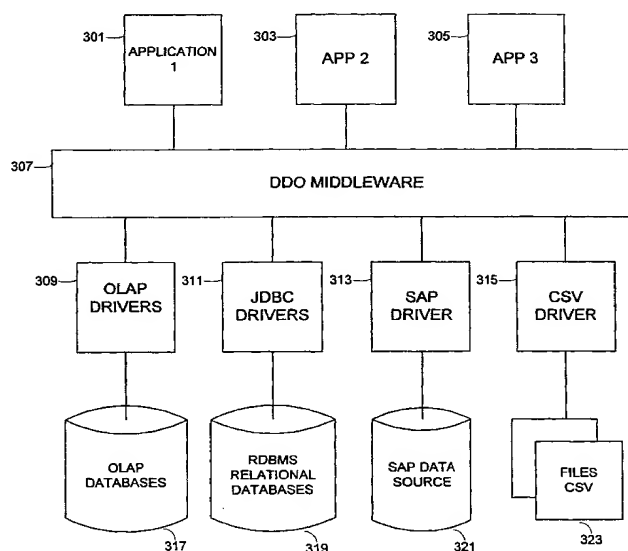 301
APPLICATION
1
303
APP 2
305
APP 3
307
DDO MIDDLEWARE
309
OLAP
DRIVERS
311
JDBC
DRIVERS
313
SAP
DRIVER
315
CSV
DRIVER
OLAP
DATABASES
RDBMS
RELATIONAL
DATABASES
SAP DATA
SOURCE
FILES
CSV
317
319
321
323